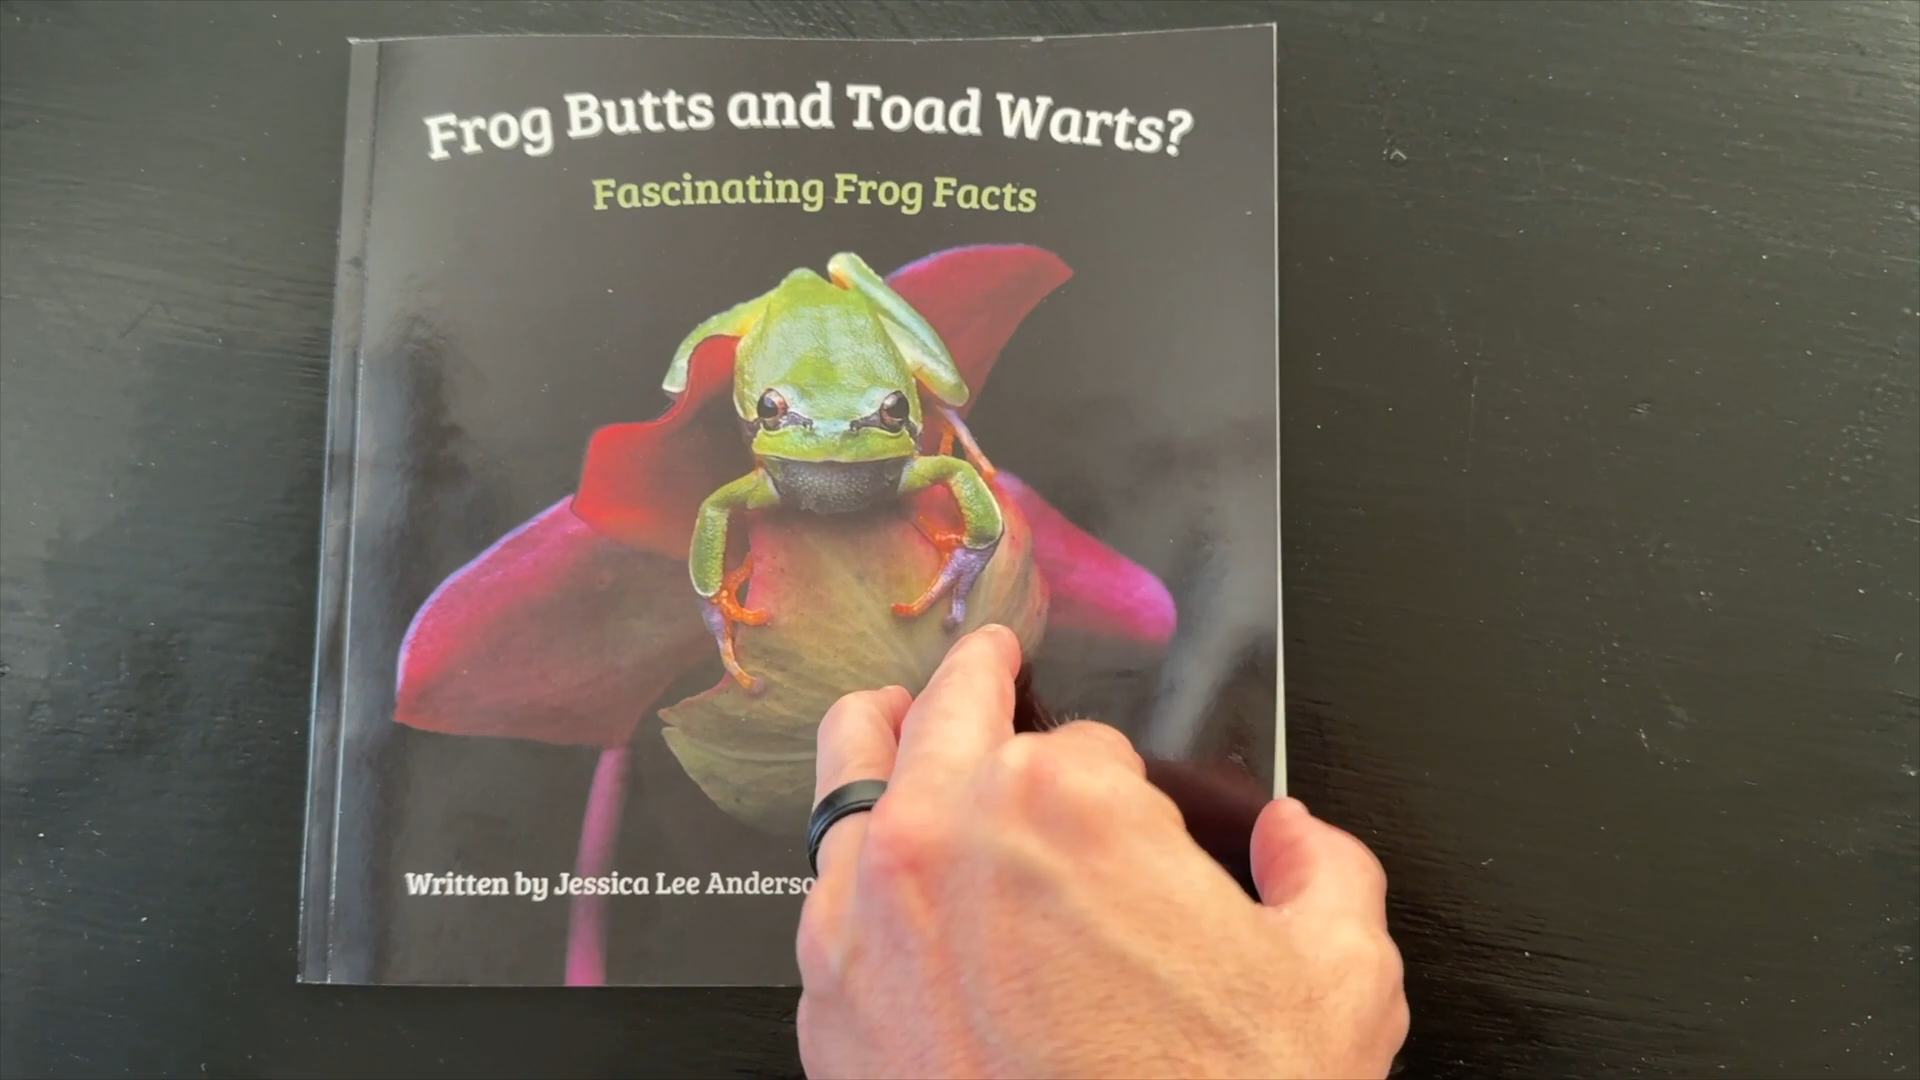 Frog Butts and Toad Warts?
Fascinating Frog Facts
Written by Jessica Lee